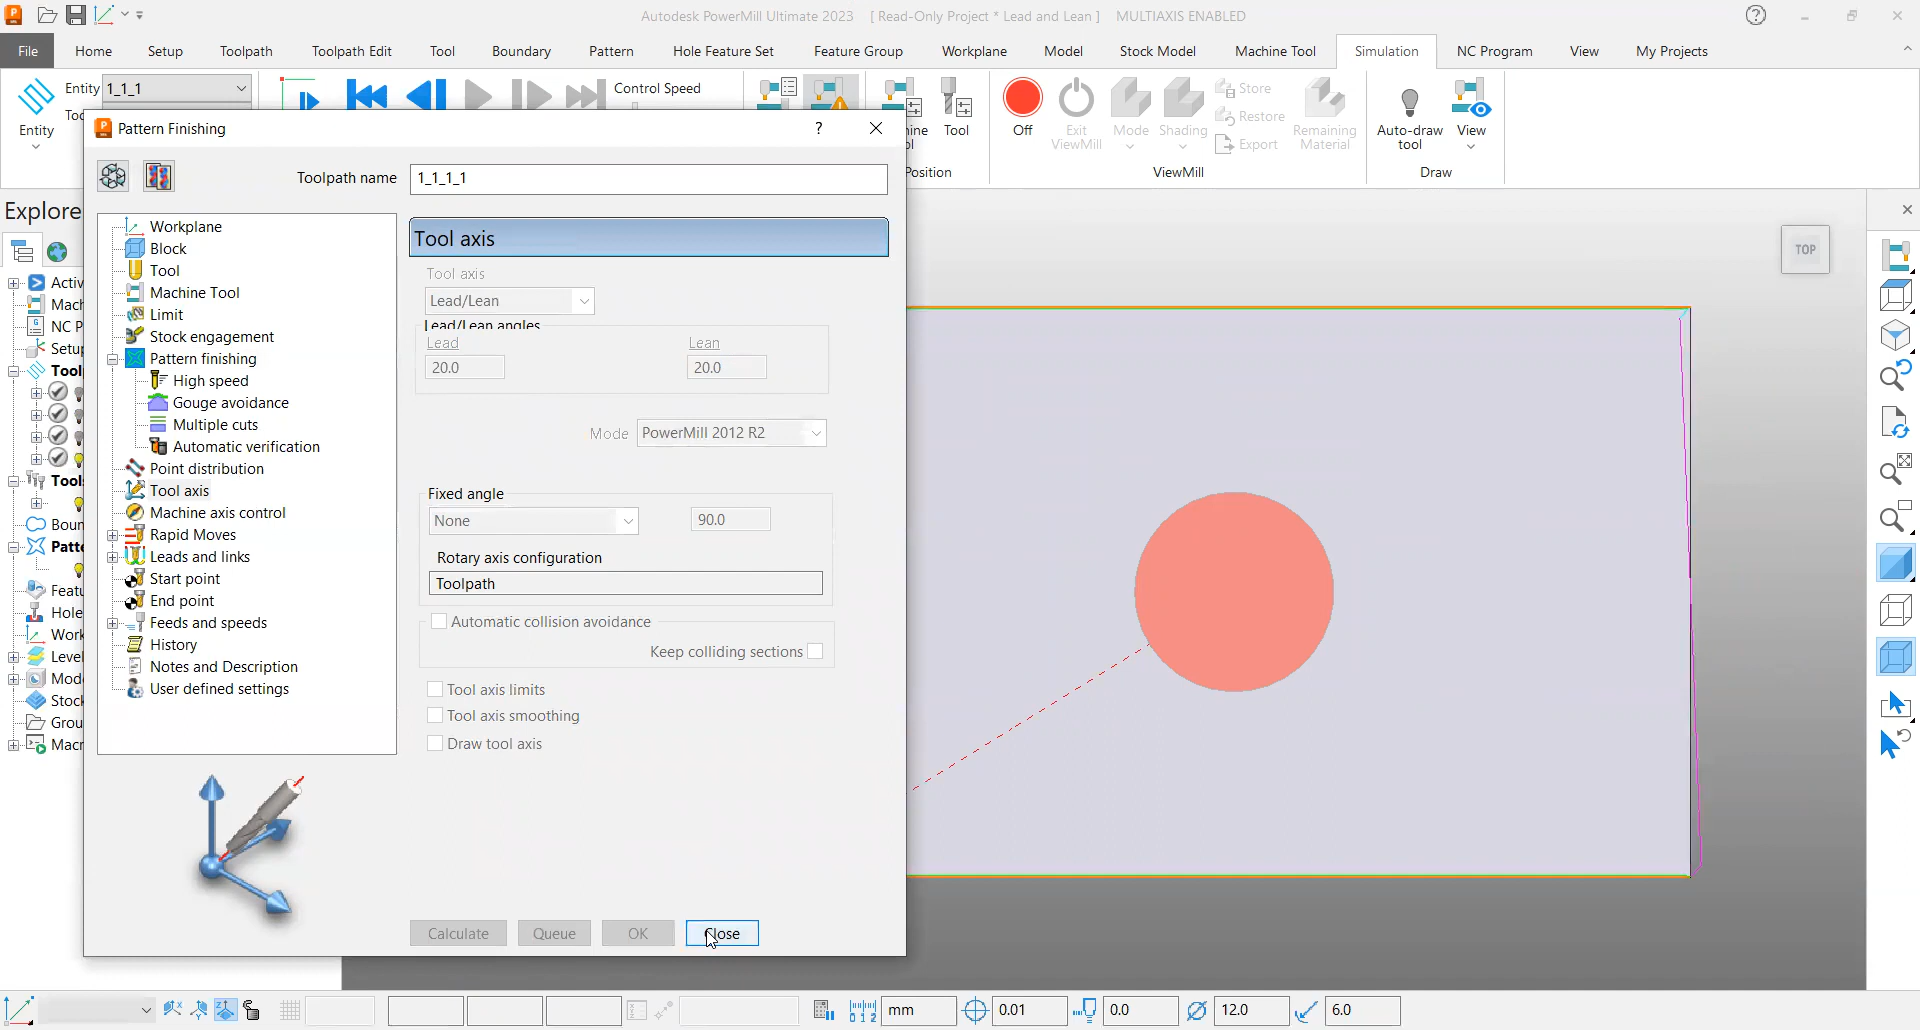 Autodesk PowerMill Ultimate 2023 [ Read-Only Project * Lead and Lean ] MULTIAXIS ENABLED
File Home Setup Toolpath Toolpath Edit Tool Boundary Pattern Hole Feature Set Feature Group Workplane Model Stock Model Machine Tool Simulation NC Program View My Projects
Entity 1_1_1
Control Speed
Entity
Tool
Off
Exit ViewMill
Mode
Shading
Store
Restore
Export
Remaining Material
Auto-draw tool
View
ViewMill
Draw
Pattern Finishing
Toolpath name 1_1_1_1
Explore
Workplane
Block
Tool
Machine Tool
Limit
Stock engagement
Pattern finishing
High speed
Gouge avoidance
Multiple cuts
Automatic verification
Point distribution
Tool axis
Machine axis control
Rapid Moves
Leads and links
Start point
End point
Feeds and speeds
History
Notes and Description
User defined settings
Tool axis
Tool axis
Lead/Lean
Lead/Lean angles
Lead Lean
20.0 20.0
Mode PowerMill 2012 R2
Fixed angle
None 90.0
Rotary axis configuration
Toolpath
Automatic collision avoidance
Keep colliding sections
Tool axis limits
Tool axis smoothing
Draw tool axis
Calculate Queue OK Close
TOP
mm 0.01 0.0 12.0 6.0